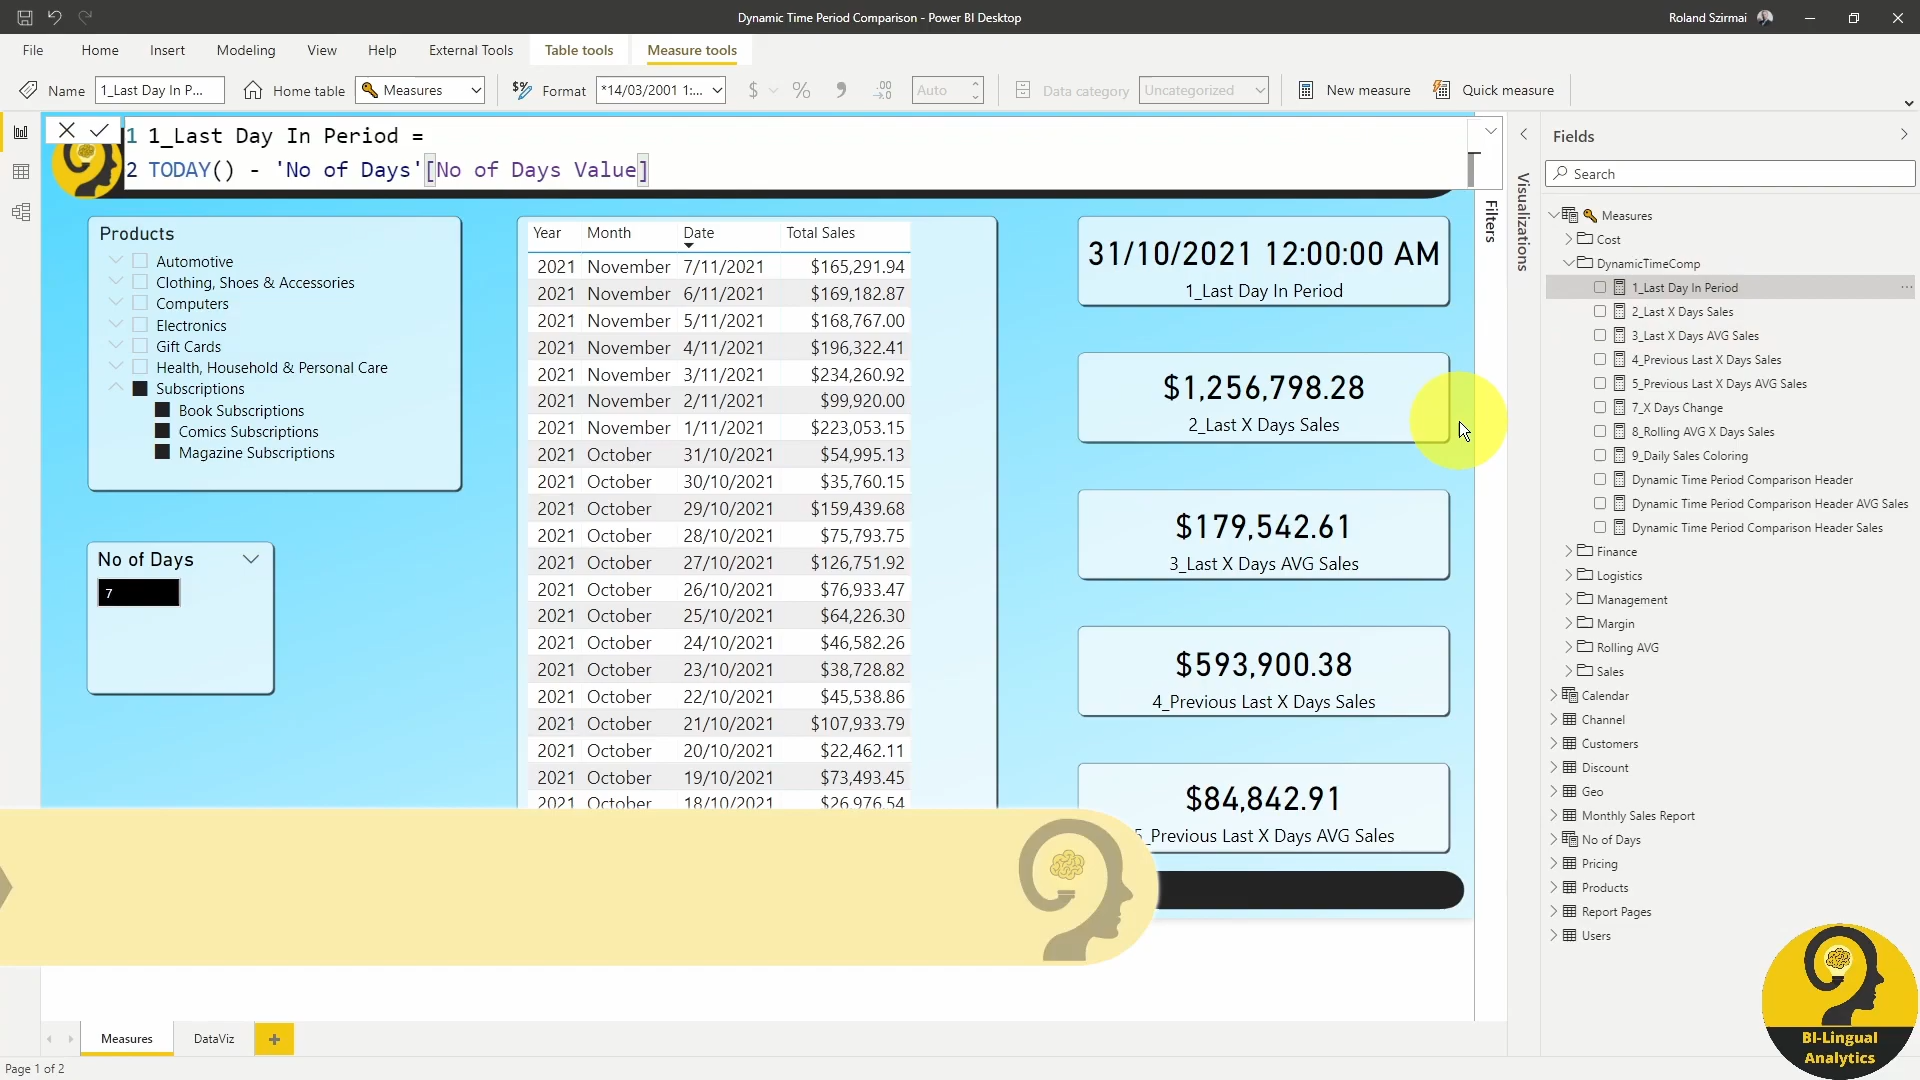 Dynamic Time Period Comparison - Power BI Desktop
Roland Szirmai
File
Home
Insert
Modeling
View
Help
External Tools
Table tools
Measure tools
Name
1_Last Day In P...
Home table
Measures
Format
*14/03/2001 1:...
$
%
Auto
Data category
Uncategorized
New measure
Quick measure
1 1_Last Day In Period =
2 TODAY() - 'No of Days'[No of Days Value]
Products
Automotive
Clothing, Shoes & Accessories
Computers
Electronics
Gift Cards
Health, Household & Personal Care
Subscriptions
Book Subscriptions
Comics Subscriptions
Magazine Subscriptions
No of Days
7
Year Month Date Total Sales
2021 November 7/11/2021 $165,291.94
2021 November 6/11/2021 $169,182.87
2021 November 5/11/2021 $168,767.00
2021 November 4/11/2021 $196,322.41
2021 November 3/11/2021 $234,260.92
2021 November 2/11/2021 $99,920.00
2021 November 1/11/2021 $223,053.15
2021 October 31/10/2021 $54,995.13
2021 October 30/10/2021 $35,760.15
2021 October 29/10/2021 $159,439.68
2021 October 28/10/2021 $75,793.75
2021 October 27/10/2021 $126,751.92
2021 October 26/10/2021 $76,933.47
2021 October 25/10/2021 $64,226.30
2021 October 24/10/2021 $46,582.26
2021 October 23/10/2021 $38,728.82
2021 October 22/10/2021 $45,538.86
2021 October 21/10/2021 $107,933.79
2021 October 20/10/2021 $22,462.11
2021 October 19/10/2021 $73,493.45
2021 October 18/10/2021 $26,976.54
31/10/2021 12:00:00 AM
1_Last Day In Period
$1,256,798.28
2_Last X Days Sales
$179,542.61
3_Last X Days AVG Sales
$593,900.38
4_Previous Last X Days Sales
$84,842.91
5_Previous Last X Days AVG Sales
Filters
Visualizations
Fields
Search
Measures
Cost
DynamicTimeComp
1_Last Day In Period
2_Last X Days Sales
3_Last X Days AVG Sales
4_Previous Last X Days Sales
5_Previous Last X Days AVG Sales
7_X Days Change
8_Rolling AVG X Days Sales
9_Daily Sales Coloring
Dynamic Time Period Comparison Header
Dynamic Time Period Comparison Header AVG Sales
Dynamic Time Period Comparison Header Sales
Finance
Logistics
Management
Margin
Rolling AVG
Sales
Calendar
Channel
Customers
Discount
Geo
Monthly Sales Report
No of Days
Pricing
Products
Report Pages
Users
BI-Lingual
Analytics
Measures
DataViz
Page 1 of 2